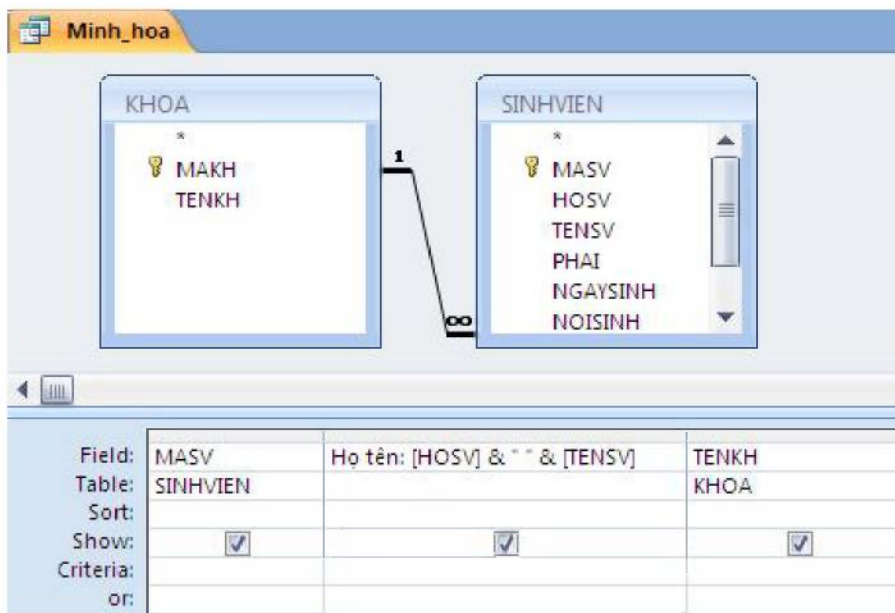 Minh_hoa
KHOA
*
MAKH
TENKH
1
∞
SINHVIEN
*
MASV
HOSV
TENSV
PHAI
NGAYSINH
NOISINH
Field: MASV Họ tên: [HOSV] & " " & [TENSV] TENKH
Table: SINHVIEN KHOA
Sort:
Show:
Criteria:
or: